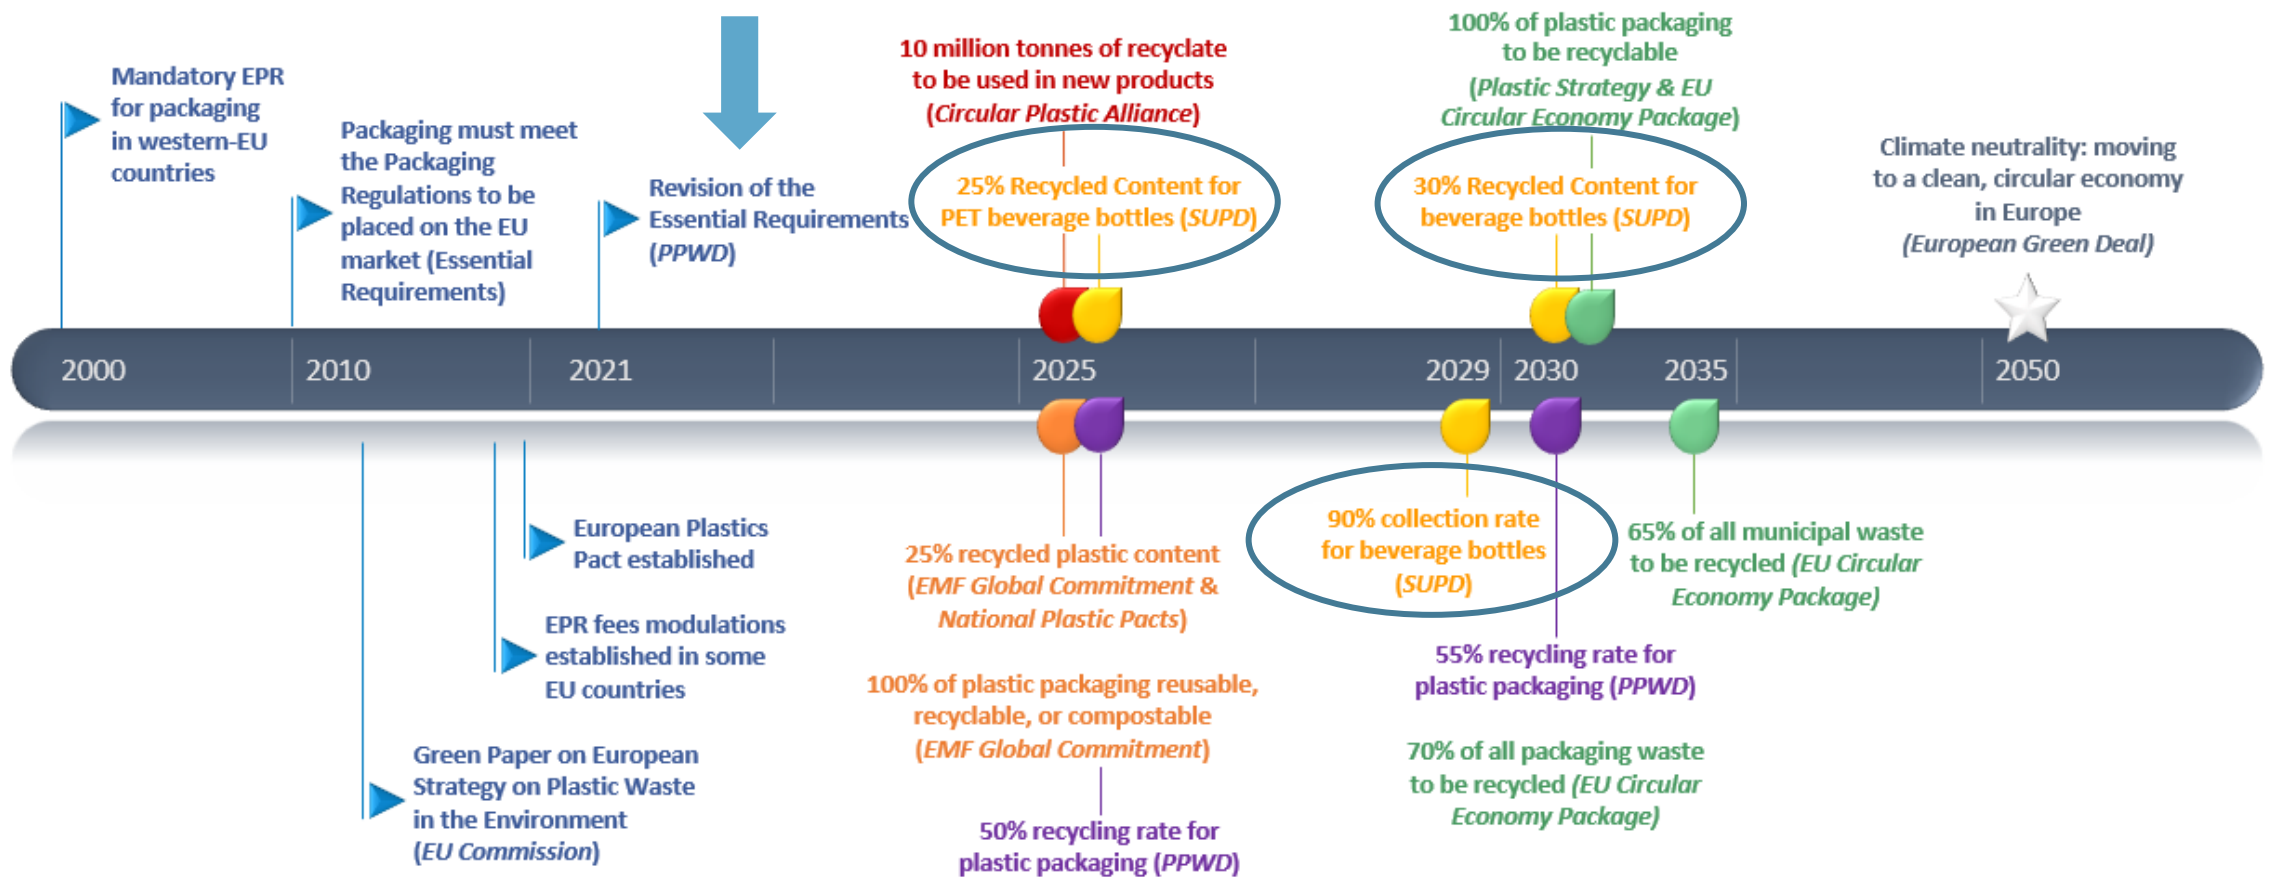 Mandatory EPR
for packaging
in western-EU
countries
Packaging must meet
the Packaging
Regulations to be
placed on the EU
market (Essential
Requirements)
Revision of the
Essential Requirements
(PPWD)
10 million tonnes of recyclate
to be used in new products
(Circular Plastic Alliance)
25% Recycled Content for
PET beverage bottles (SUPD)
100% of plastic packaging
to be recyclable
(Plastic Strategy & EU
Circular Economy Package)
30% Recycled Content for
beverage bottles (SUPD)
Climate neutrality: moving
to a clean, circular economy
in Europe
(European Green Deal)
2000
2010
2021
2025
2029
2030
2035
2050
European Plastics
Pact established
EPR fees modulations
established in some
EU countries
Green Paper on European
Strategy on Plastic Waste
in the Environment
(EU Commission)
25% recycled plastic content
(EMF Global Commitment &
National Plastic Pacts)
100% of plastic packaging reusable,
recyclable, or compostable
(EMF Global Commitment)
50% recycling rate for
plastic packaging (PPWD)
90% collection rate
for beverage bottles
(SUPD)
55% recycling rate for
plastic packaging (PPWD)
70% of all packaging waste
to be recycled (EU Circular
Economy Package)
65% of all municipal waste
to be recycled (EU Circular
Economy Package)